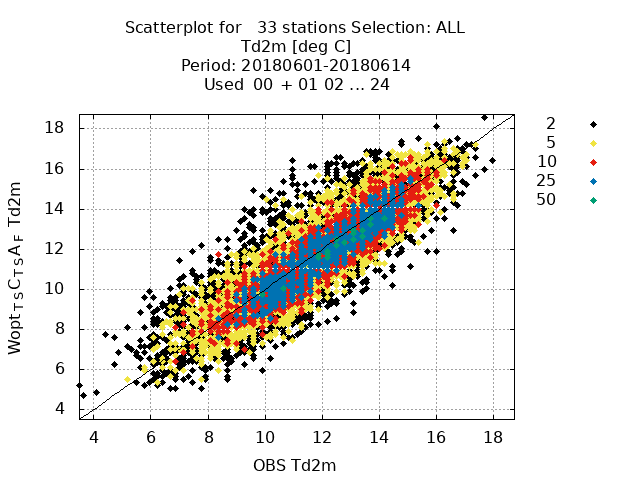 Scatterplot for   33 stations Selection: ALL
Td2m [deg C]
Period: 20180601-20180614
Used  00 + 01 02 ... 24
18
16
14
12
10
8
6
4
4 6 8 10 12 14 16 18
OBS Td2m
Wopt T S C T S A F Td2m
2
5
10
25
50